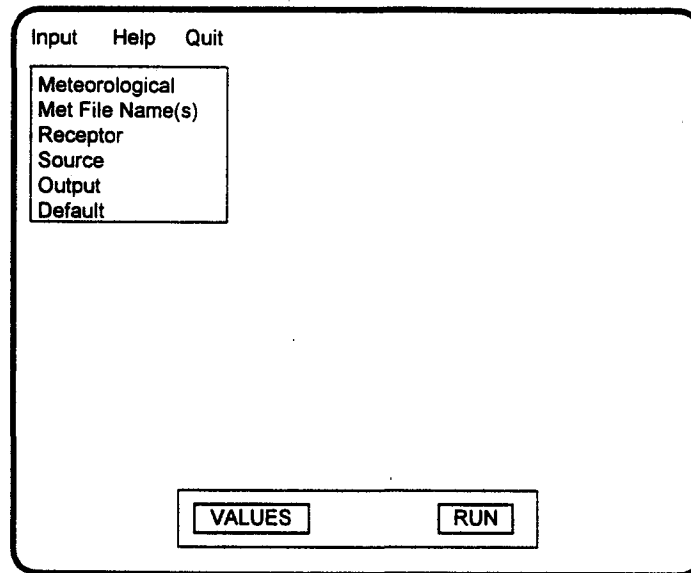 Input Help Quit
Meteorological
Met File Name(s)
Receptor
Source
Output
Default
VALUES RUN